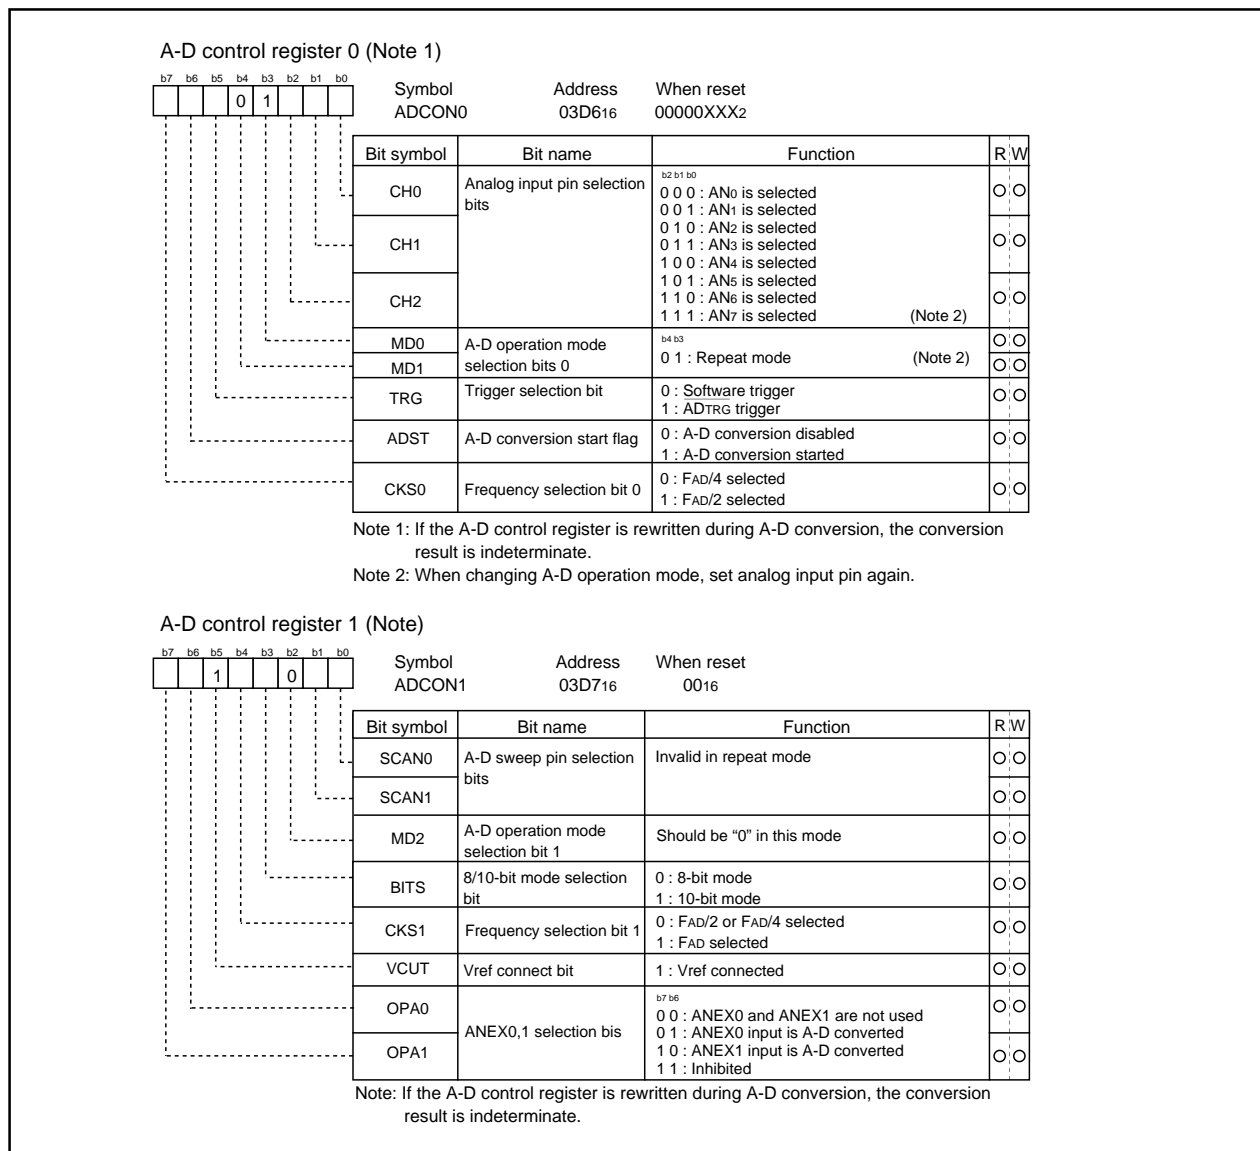 A-D control register 0 (Note 1)
b7 b6 b5 b4 b3 b2 b1 b0
0 1
Symbol Address When reset
ADCON0 03D616 00000XXX2
Bit symbol Bit name Function R W
CH0 Analog input pin selection bits
b2 b1 b0
0 0 0 : AN0 is selected
0 0 1 : AN1 is selected
0 1 0 : AN2 is selected
CH1
0 1 1 : AN3 is selected
1 0 0 : AN4 is selected
1 0 1 : AN5 is selected
CH2
1 1 0 : AN6 is selected
1 1 1 : AN7 is selected (Note 2)
MD0 A-D operation mode
b4 b3
MD1 selection bits 0
0 1 : Repeat mode (Note 2)
TRG Trigger selection bit
0 : Software trigger
1 : ADTRG trigger
ADST A-D conversion start flag
0 : A-D conversion disabled
1 : A-D conversion started
CKS0 Frequency selection bit 0
0 : FAD/4 selected
1 : FAD/2 selected
Note 1: If the A-D control register is rewritten during A-D conversion, the conversion
result is indeterminate.
Note 2: When changing A-D operation mode, set analog input pin again.
A-D control register 1 (Note)
b7 b6 b5 b4 b3 b2 b1 b0
1 0
Symbol Address When reset
ADCON1 03D716 0016
Bit symbol Bit name Function R W
SCAN0 A-D sweep pin selection Invalid in repeat mode
bits
SCAN1
MD2 A-D operation mode Should be “0” in this mode
selection bit 1
BITS 8/10-bit mode selection
bit
0 : 8-bit mode
1 : 10-bit mode
CKS1 Frequency selection bit 1
0 : FAD/2 or FAD/4 selected
1 : FAD selected
VCUT Vref connect bit 1 : Vref connected
OPA0
ANEX0,1 selection bis
b7 b6
0 0 : ANEX0 and ANEX1 are not used
0 1 : ANEX0 input is A-D converted
OPA1
1 0 : ANEX1 input is A-D converted
1 1 : Inhibited
Note: If the A-D control register is rewritten during A-D conversion, the conversion
result is indeterminate.